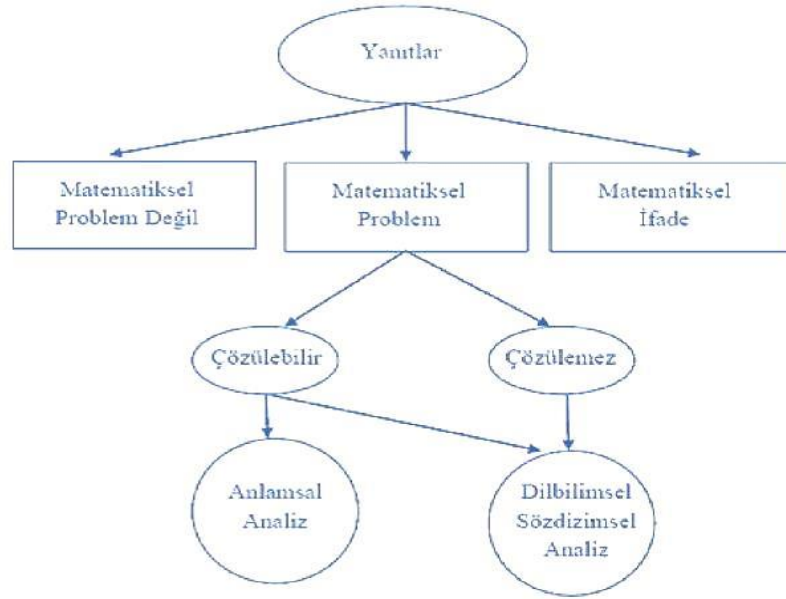 Yanıtlar
Matematiksel
Problem Değil
Matematiksel
Problem
Matematiksel
İfade
Çözülebilir
Çözülemez
Anlamsal
Analiz
Dilbilimsel
Sözdizimsel
Analiz